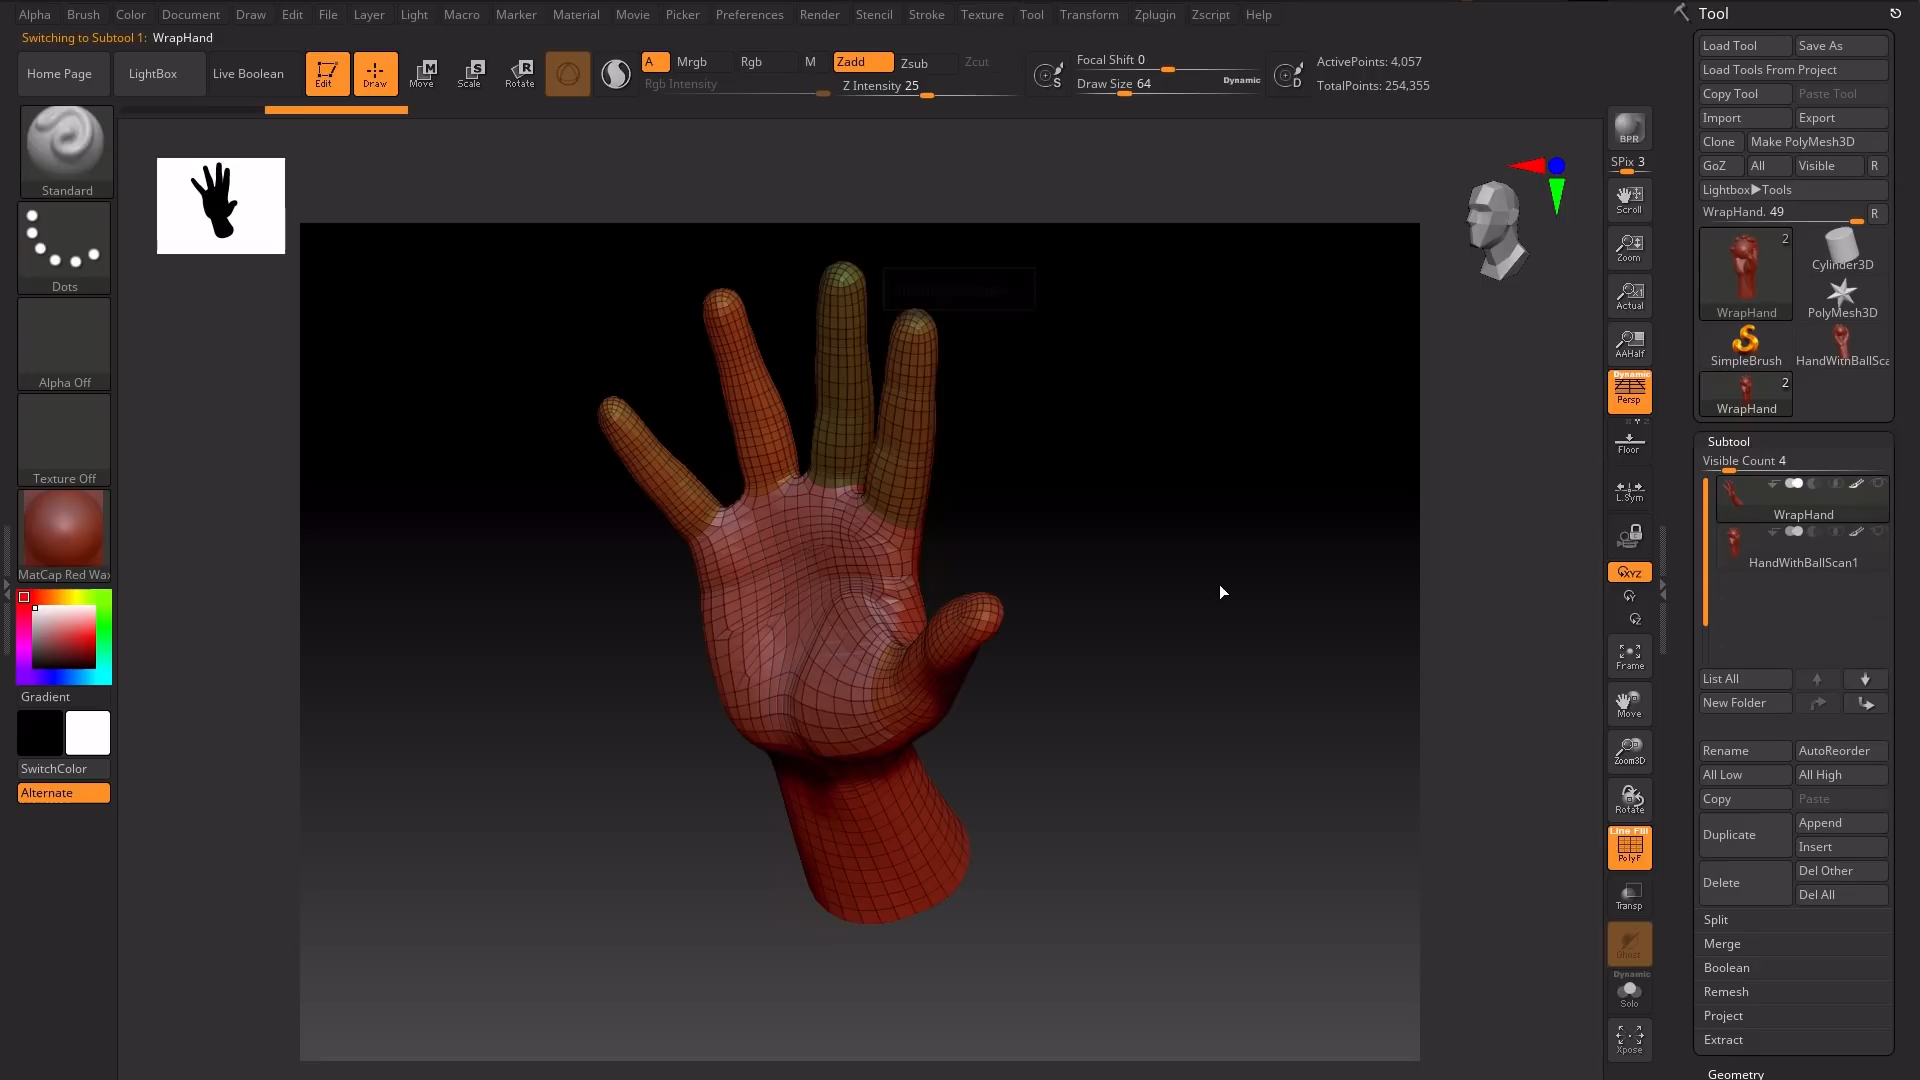 Alpha Brush Color Document Draw Edit File Layer Light Macro Marker Material Movie Picker Preferences Render Stencil Stroke Texture Tool Transform Zplugin Zscript Help
Switching to Subtool 1: WrapHand
Home Page LightBox Live Boolean Edit Draw Move Scale Rotate
A Mrgb Rgb M Zadd Zsub Zcut
Rgb Intensity Z Intensity 25
Focal Shift 0
Draw Size 64 Dynamic
ActivePoints: 4,057
TotalPoints: 254,355
Standard
Dots
Alpha Off
Texture Off
MatCap Red Wax
Gradient
SwitchColor
Alternate
BPR
SPix 3
Scroll
Zoom
Actual
AAHalf
Dynamic
Persp
Floor
L.Sym
XYZ
Y
Z
Frame
Move
Zoom3D
Rotate
Line Fill
PolyF
Transp
Ghost
Dynamic
Solo
Xpose
Tool
Load Tool Save As
Load Tools From Project
Copy Tool Paste Tool
Import Export
Clone Make PolyMesh3D
GoZ All Visible R
Lightbox▶Tools
WrapHand. 49 R
2
WrapHand
Cylinder3D
PolyMesh3D
SimpleBrush HandWithBallSca
2
WrapHand
Subtool
Visible Count 4
WrapHand
HandWithBallScan1
List All
New Folder
Rename AutoReorder
All Low All High
Copy Paste
Duplicate Append
Insert
Delete Del Other
Del All
Split
Merge
Boolean
Remesh
Project
Extract
Geometry